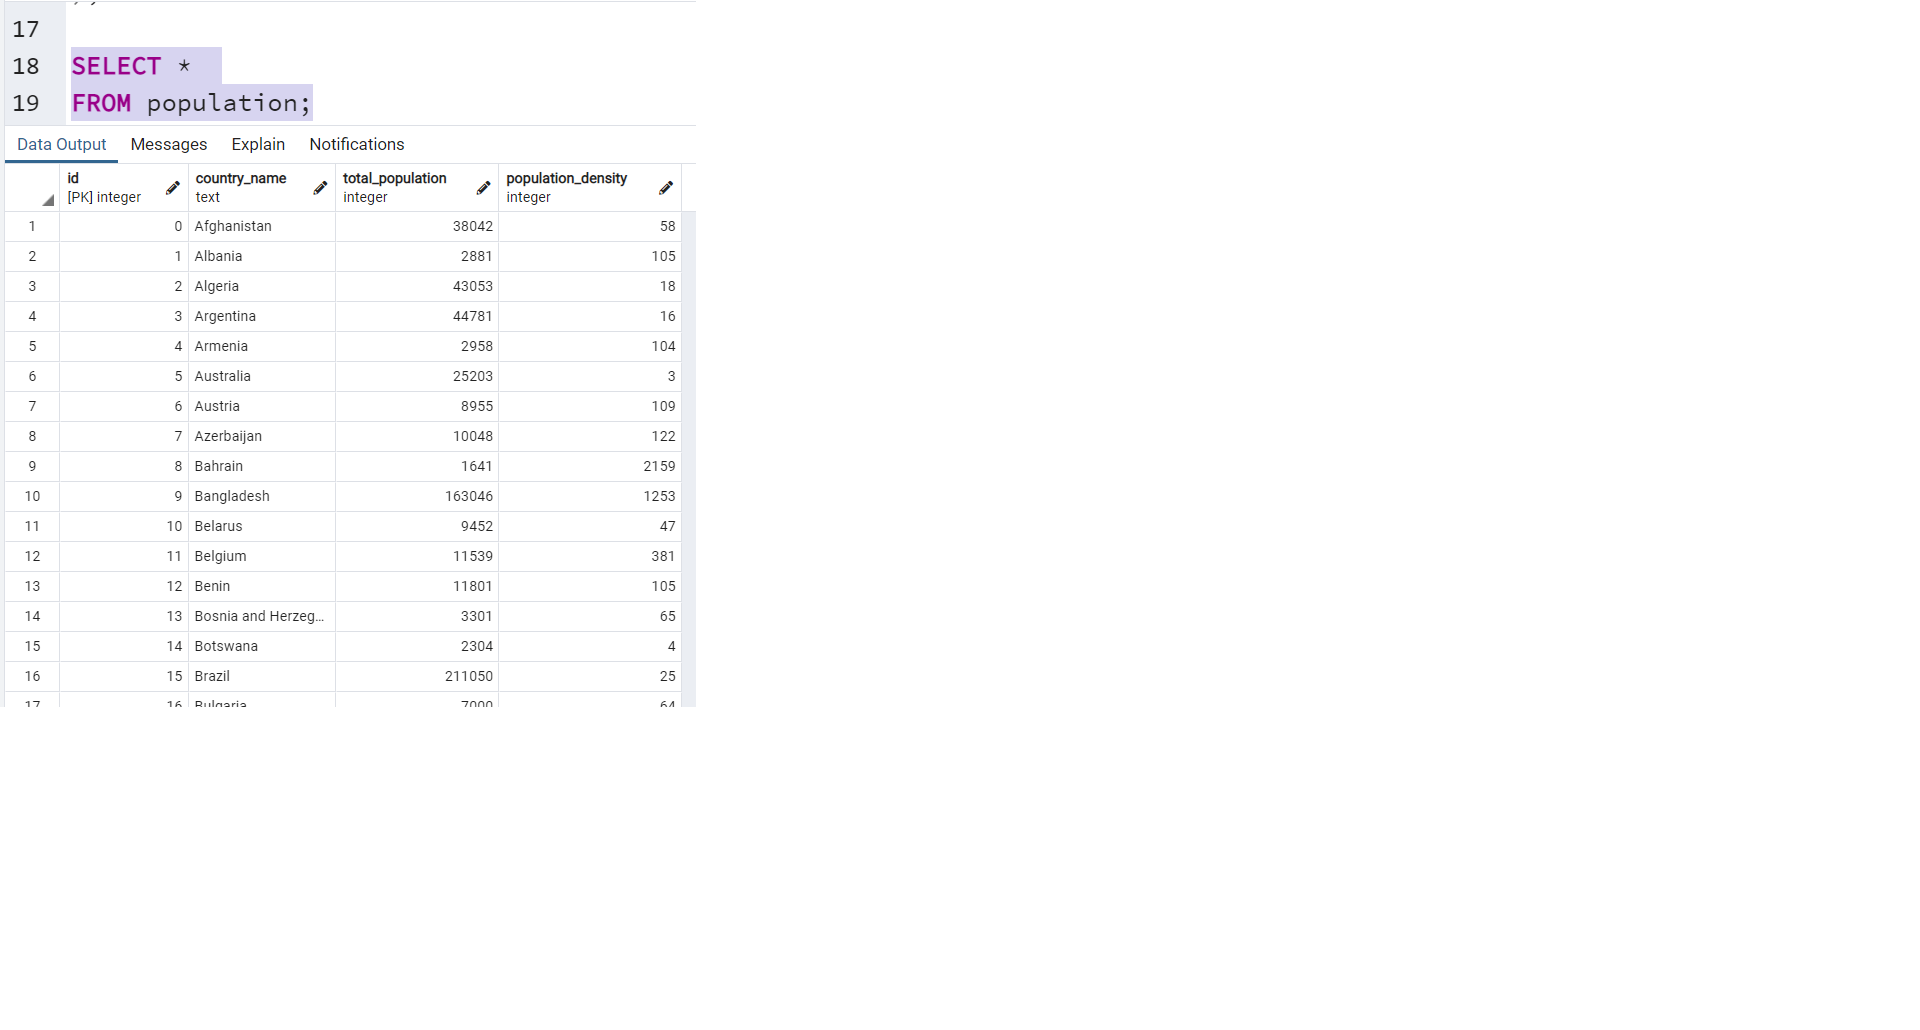 17
18 SELECT *
19 FROM population;
Data Output Messages Explain Notifications
id country_name total_population population_density
[PK] integer text integer integer
1 0 Afghanistan 38042 58
2 1 Albania 2881 105
3 2 Algeria 43053 18
4 3 Argentina 44781 16
5 4 Armenia 2958 104
6 5 Australia 25203 3
7 6 Austria 8955 109
8 7 Azerbaijan 10048 122
9 8 Bahrain 1641 2159
10 9 Bangladesh 163046 1253
11 10 Belarus 9452 47
12 11 Belgium 11539 381
13 12 Benin 11801 105
14 13 Bosnia and Herzeg... 3301 65
15 14 Botswana 2304 4
16 15 Brazil 211050 25
17 16 Bulgaria 7000 64